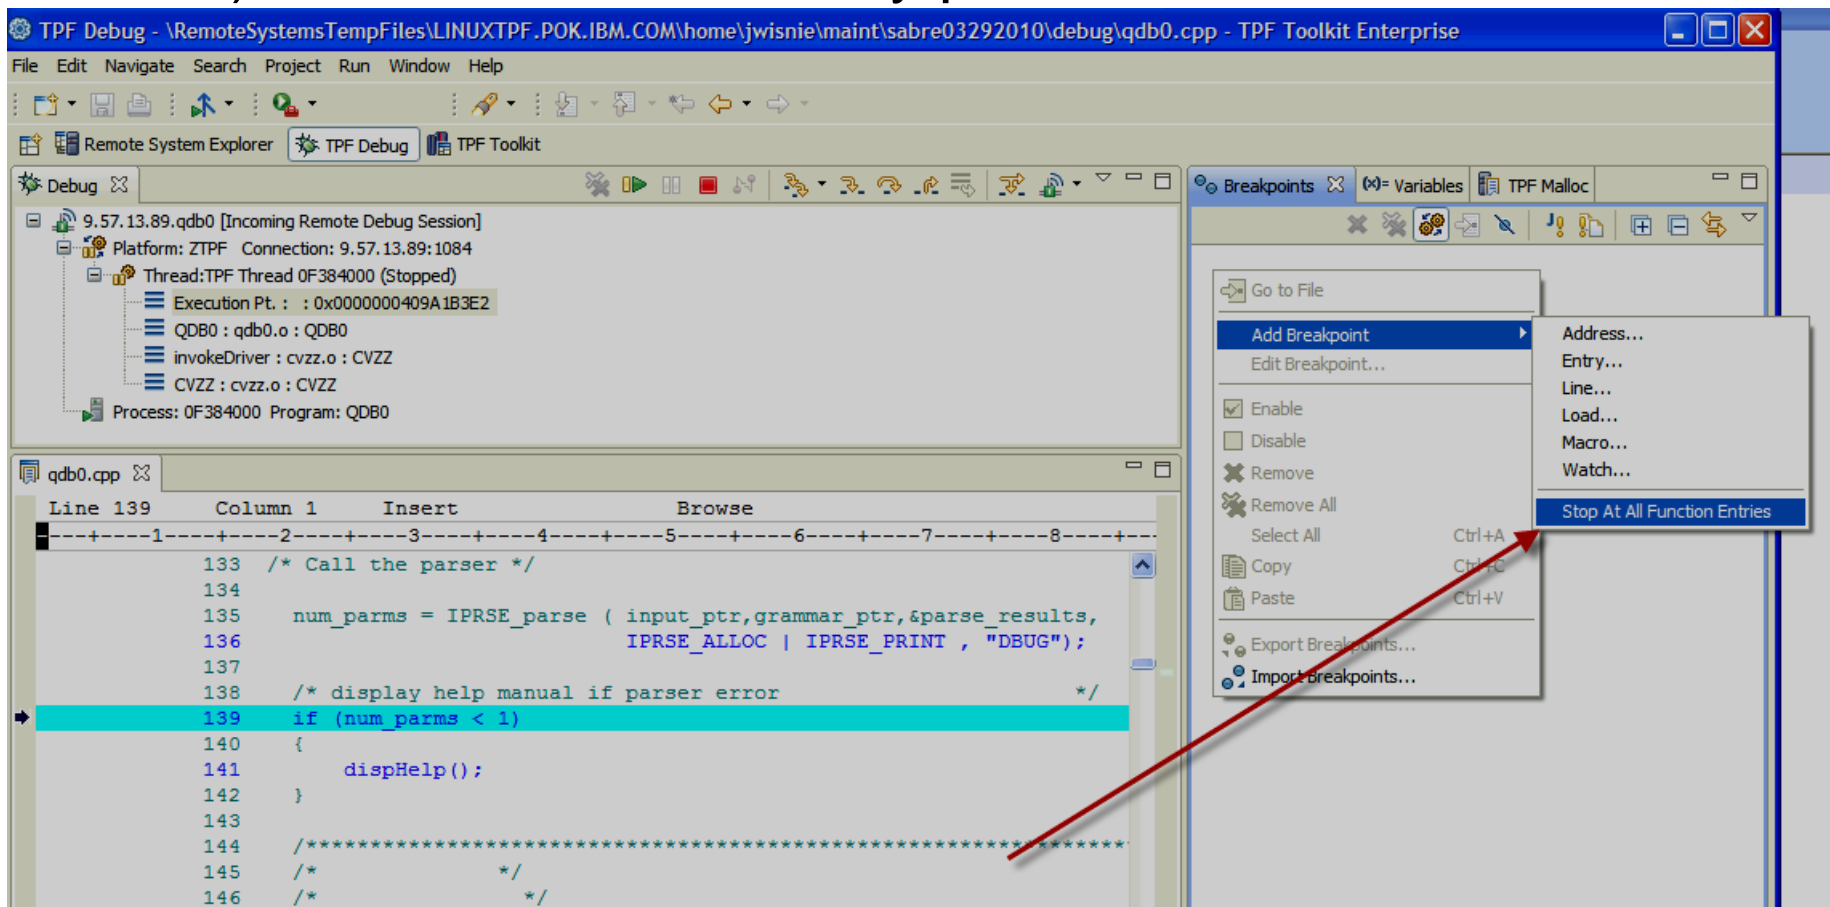 TPF Debug - \RemoteSystemsTempFiles\LINUXTPF.POK.IBM.COM\home\jwisnie\maint\sabre03292010\debug\qdb0.cpp - TPF Toolkit Enterprise
File Edit Navigate Search Project Run Window Help
Remote System Explorer TPF Debug TPF Toolkit
Debug
9.57.13.89.qdb0 [Incoming Remote Debug Session]
Platform: ZTPF Connection: 9.57.13.89:1084
Thread:TPF Thread 0F384000 (Stopped)
Execution Pt. : : 0x0000000409A1B3E2
QDB0 : qdb0.o : QDB0
invokeDriver : cvzz.o : CVZZ
CVZZ : cvzz.o : CVZZ
Process: 0F384000 Program: QDB0
qdb0.cpp
Line 139 Column 1 Insert Browse
----+----1----+----2----+----3----+----4----+----5----+----6----+----7----+----8----+---
133 /* Call the parser */
134
135 num_parms = IPRSE_parse ( input_ptr,grammar_ptr,&parse_results,
136 IPRSE_ALLOC | IPRSE_PRINT , "DBUG");
137
138 /* display help manual if parser error */
139 if (num_parms < 1)
140 {
141 dispHelp();
142 }
143
144 /****************************************************************
145 /* */
146 /* */
Breakpoints (x)= Variables TPF Malloc
Go to File
Add Breakpoint
Edit Breakpoint...
Enable
Disable
Remove
Remove All
Select All Ctrl+A
Copy Ctrl+C
Paste Ctrl+V
Export Breakpoints...
Import Breakpoints...
Address...
Entry...
Line...
Load...
Macro...
Watch...
Stop At All Function Entries